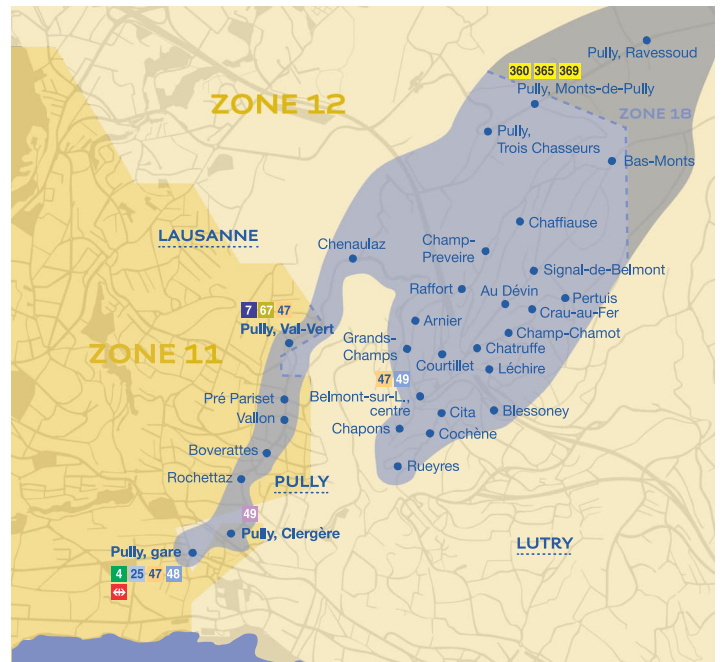 Pully, Ravessoud
360 365 369
Pully, Monts-de-Pully
ZONE 12
ZONE 18
Pully,
Trois Chasseurs
Bas-Monts
LAUSANNE
Chaffiause
Chenaulaz
Champ-
Preveire
Signal-de-Belmont
Raffort
Au Dévin
Pertuis
7 67 47
Crau-au-Fer
Pully, Val-Vert
Arnier
Champ-Chamot
ZONE 11
Grands-
Champs
Chatruffe
Courtillet
Léchire
47 49
Pré Pariset
Belmont-sur-L.,
centre
Blessoney
Vallon
Cita
Chapons
Cochène
Boverattes
Rueyres
Rochettaz
PULLY
49
Pully, Clergère
LUTRY
Pully, gare
4 25 47 48